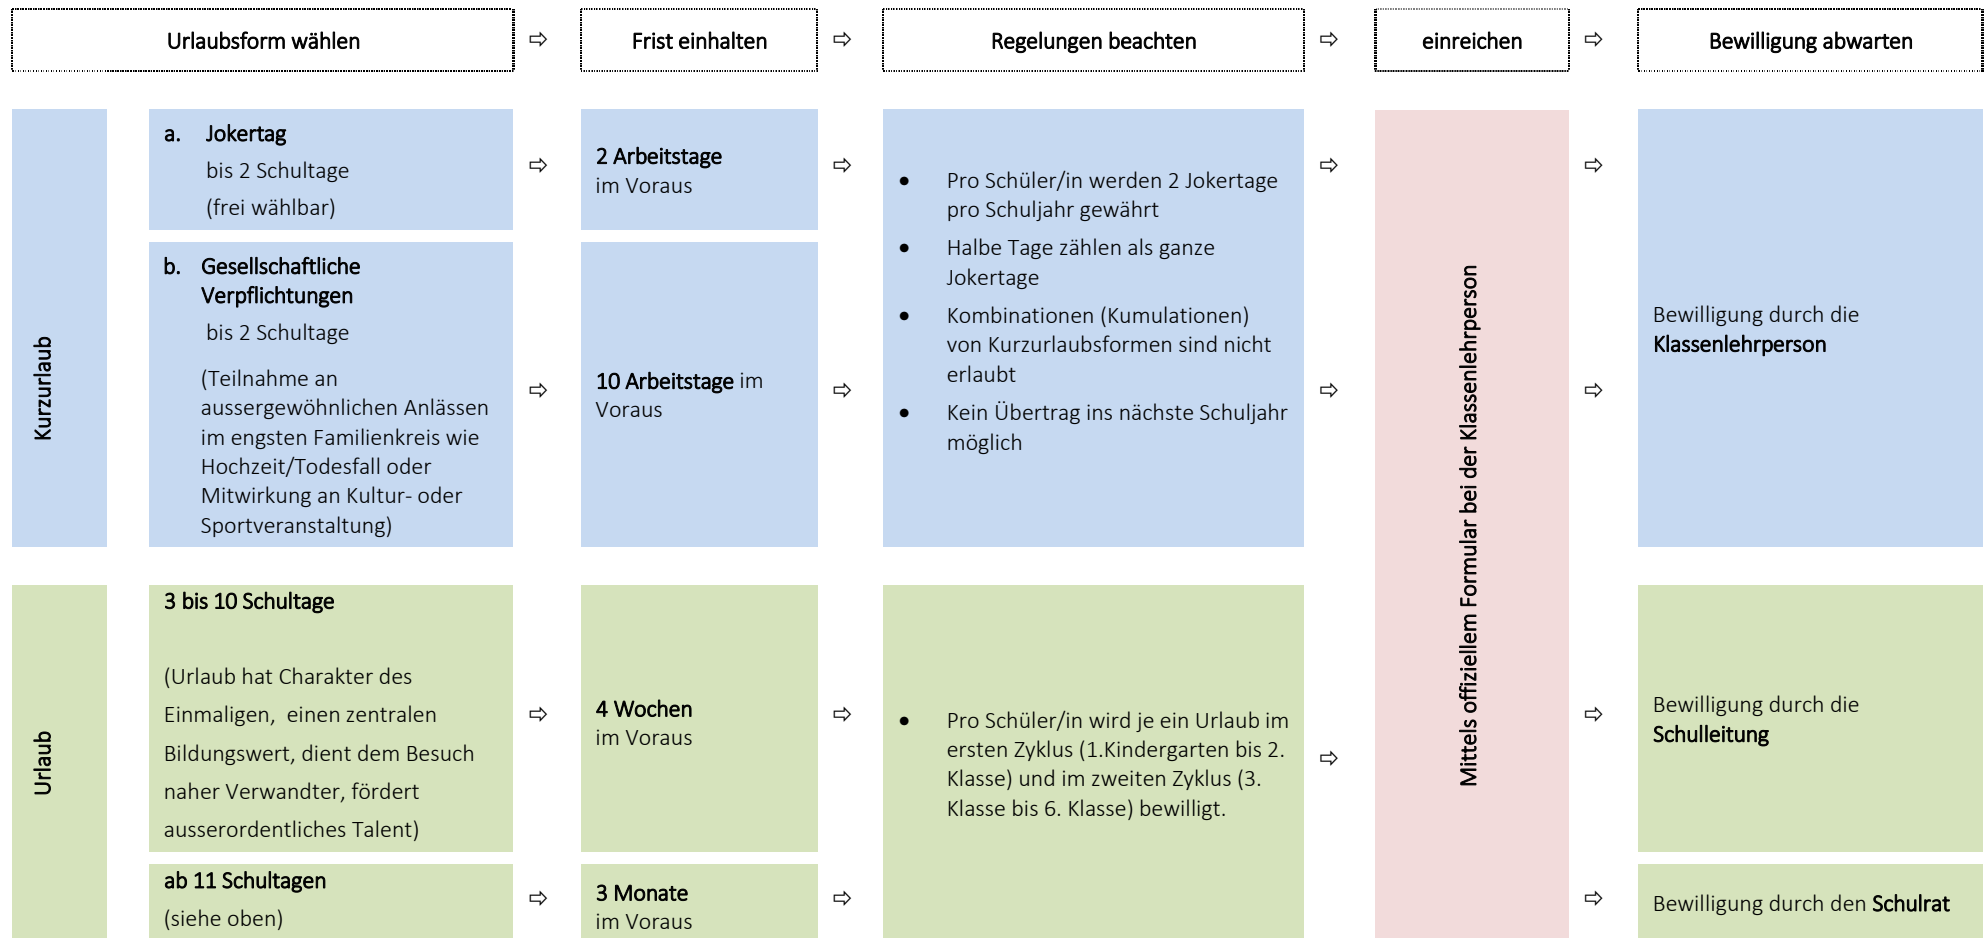 Urlaubsform wählen ⇨ Frist einhalten ⇨ Regelungen beachten ⇨ einreichen ⇨ Bewilligung abwarten
Kurzurlaub
a. Jokertag
bis 2 Schultage
(frei wählbar)
⇨
2 Arbeitstage
im Voraus
⇨
b. Gesellschaftliche
Verpflichtungen
bis 2 Schultage
(Teilnahme an
aussergewöhnlichen Anlässen
im engsten Familienkreis wie
Hochzeit/Todesfall oder
Mitwirkung an Kultur- oder
Sportveranstaltung)
⇨
10 Arbeitstage im
Voraus
⇨
• Pro Schüler/in werden 2 Jokertage
pro Schuljahr gewährt
• Halbe Tage zählen als ganze
Jokertage
• Kombinationen (Kumulationen)
von Kurzurlaubsformen sind nicht
erlaubt
• Kein Übertrag ins nächste Schuljahr
möglich
⇨
⇨
Mittels offiziellem Formular bei der Klassenlehrperson
⇨
⇨
Bewilligung durch die
Klassenlehrperson
Urlaub
3 bis 10 Schultage
(Urlaub hat Charakter des
Einmaligen, einen zentralen
Bildungswert, dient dem Besuch
naher Verwandter, fördert
ausserordentliches Talent)
⇨
4 Wochen
im Voraus
⇨
ab 11 Schultagen
(siehe oben)
⇨
3 Monate
im Voraus
⇨
• Pro Schüler/in wird je ein Urlaub im
ersten Zyklus (1.Kindergarten bis 2.
Klasse) und im zweiten Zyklus (3.
Klasse bis 6. Klasse) bewilligt.
⇨
⇨
Bewilligung durch die
Schulleitung
⇨
Bewilligung durch den Schulrat